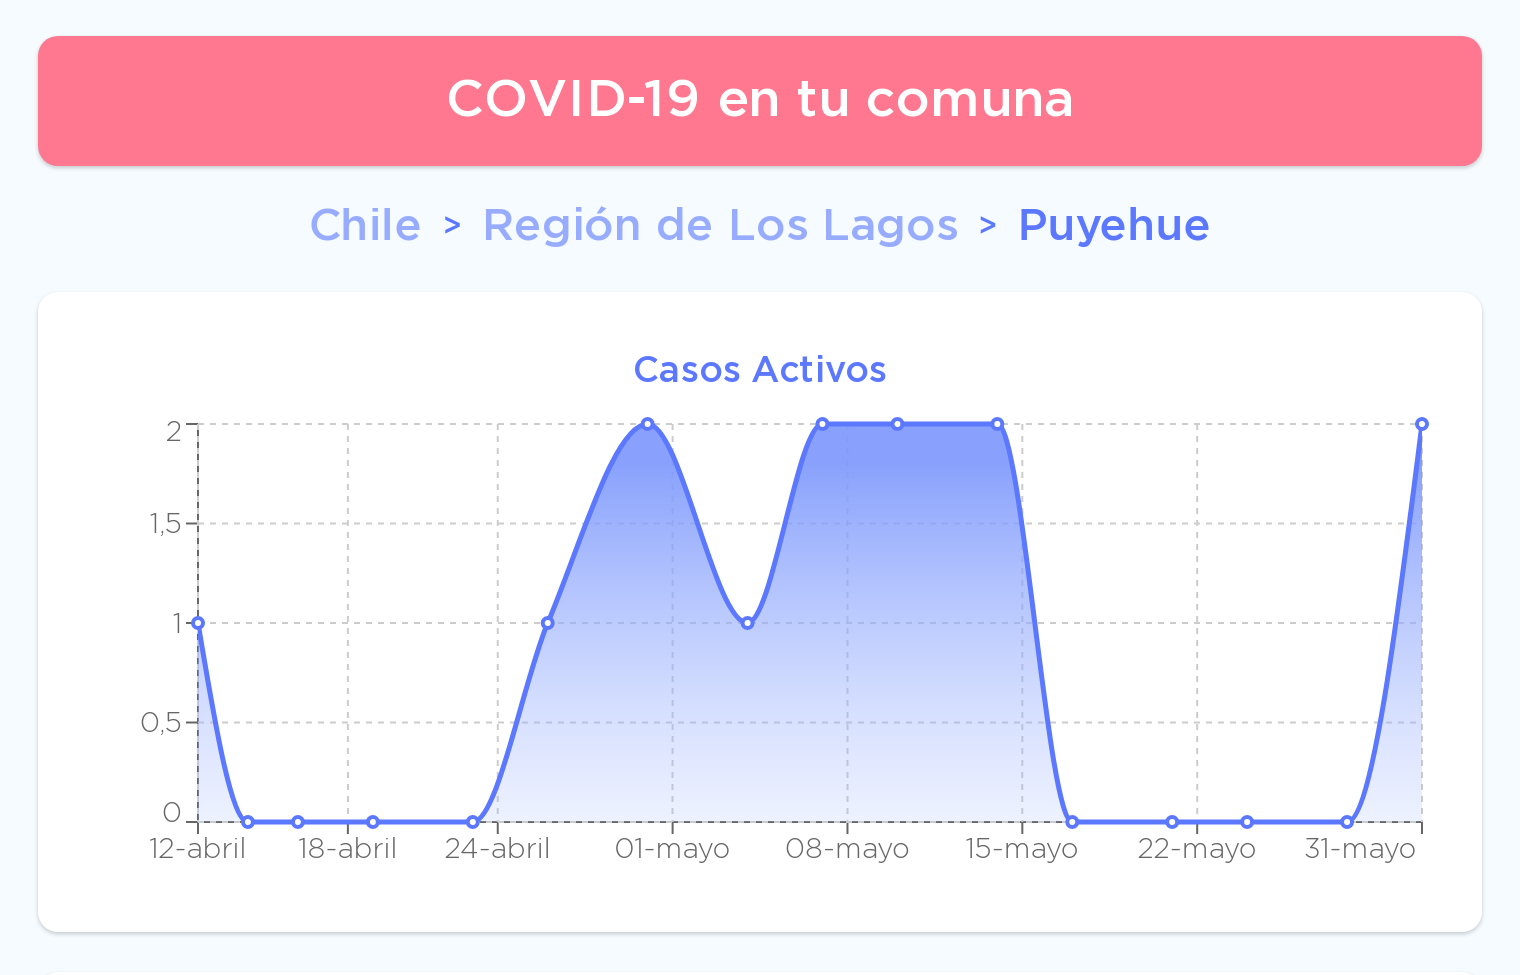 COVID-19 en tu comuna
Chile > Región de Los Lagos > Puyehue
Casos Activos
2
1,5
1
0,5
0
12-abril 18-abril 24-abril 01-mayo 08-mayo 15-mayo 22-mayo 31-mayo